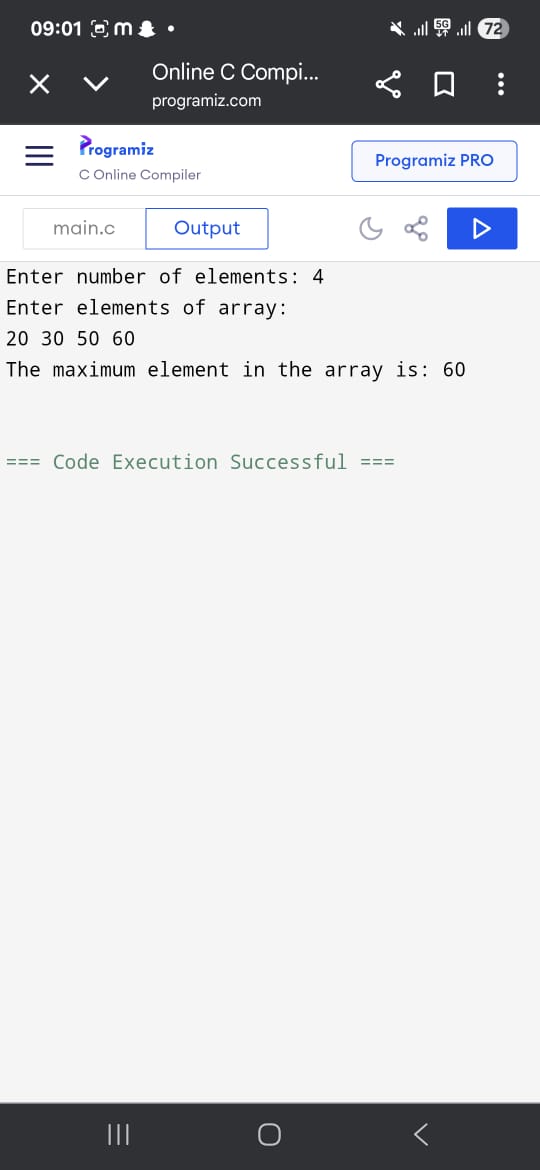 09:01 m
5G 72
Online C Compi...
programiz.com
Programiz
C Online Compiler
Programiz PRO
main.c
Output
Enter number of elements: 4
Enter elements of array:
20 30 50 60
The maximum element in the array is: 60
=== Code Execution Successful ===